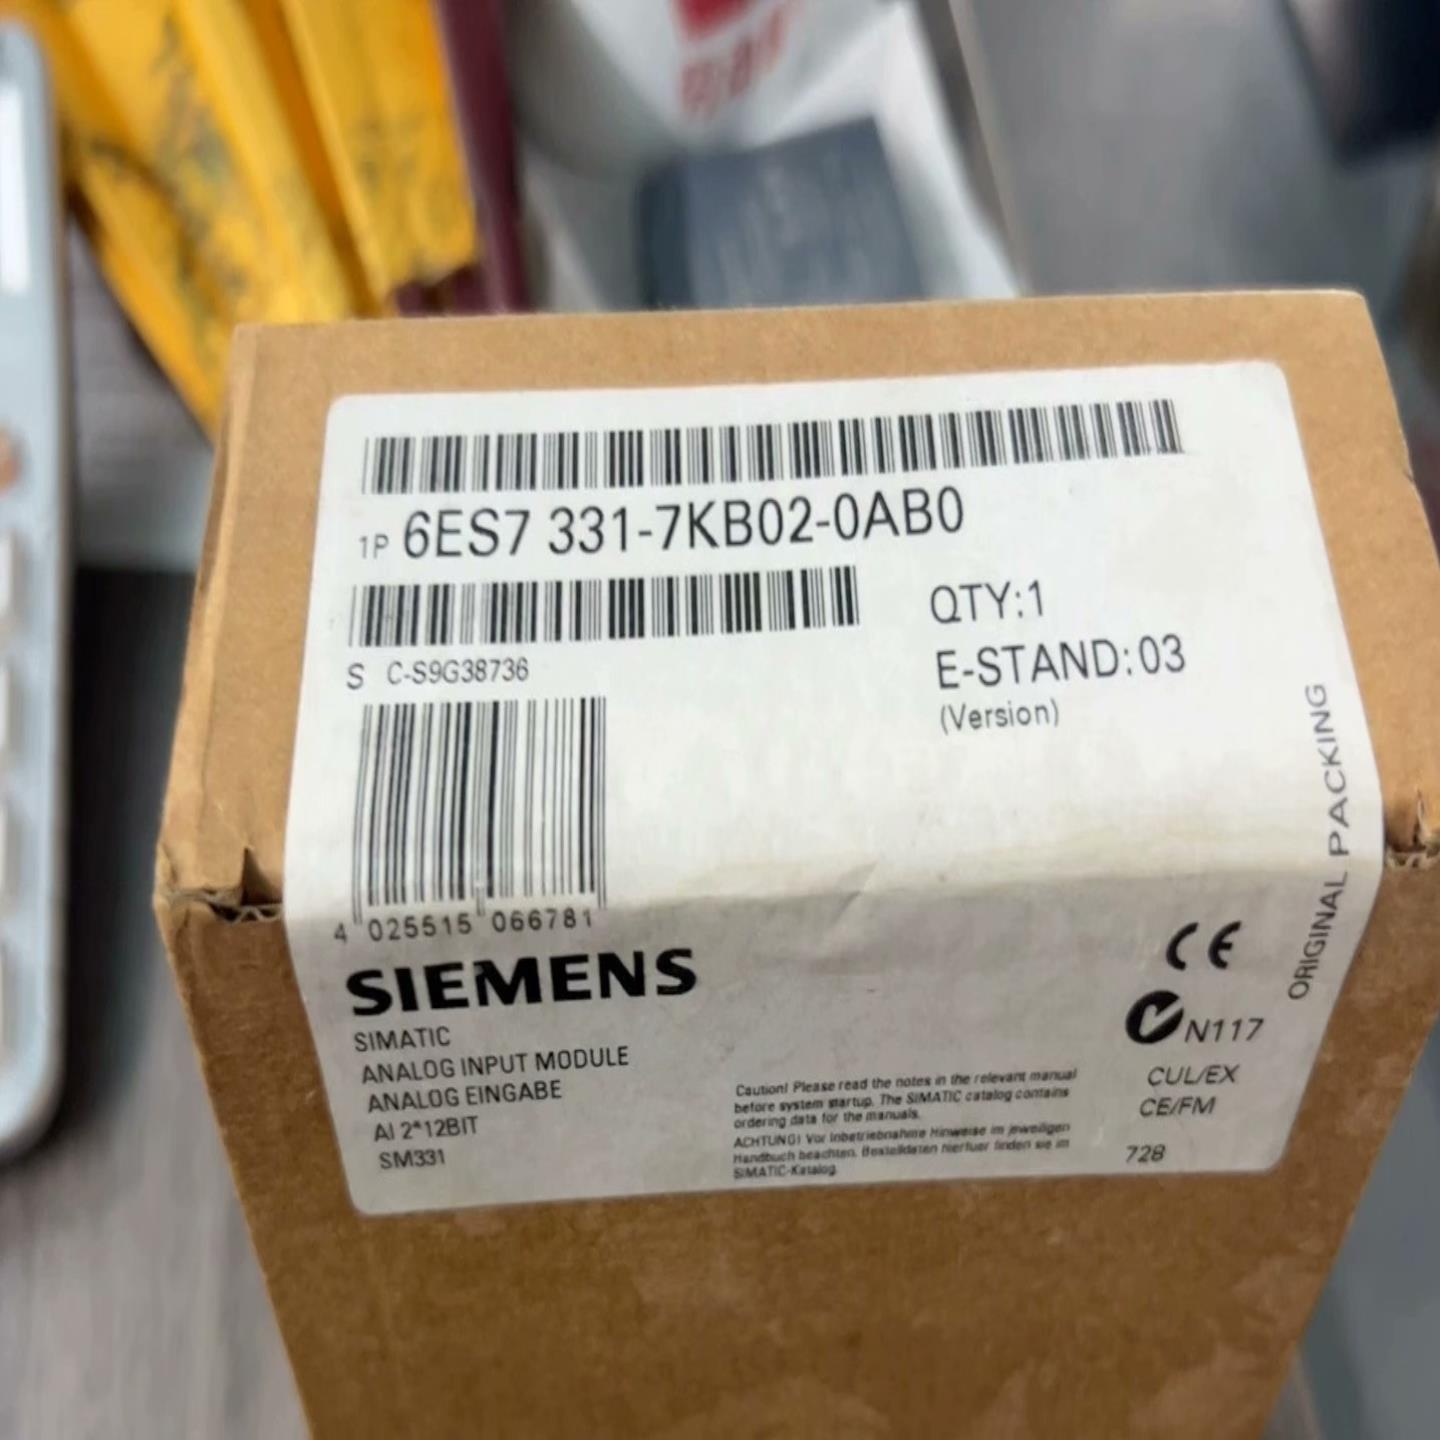 1P 6ES7 331-7KB02-0AB0
S C-S9G38736
QTY:1
E-STAND:03
(Version)
4 025515 066781
SIEMENS
SIMATIC
ANALOG INPUT MODULE
ANALOG EINGABE
AI 2*12BIT
SM331
Caution! Please read the notes in the relevant manual
before system startup. The SIMATIC catalog contains
ordering data for the manuals.
ACHTUNG! Vor Inbetriebnahme Hinweise im jeweiligen
Handbuch beachten. Bestelldaten hierfuer finden sie im
SIMATIC-Katalog.
CE
N117
CUL/EX
CE/FM
728
ORIGINAL PACKING